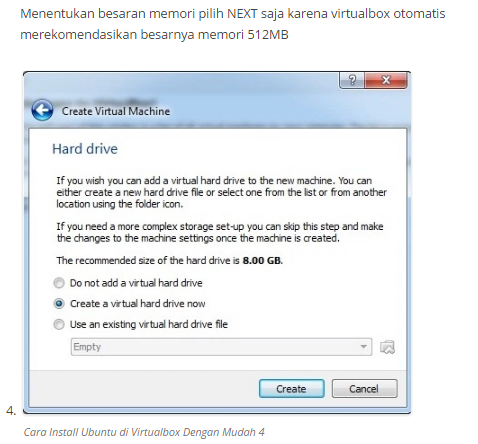 Menentukan besaran memori pilih NEXT saja karena virtualbox otomatis
merekomendasikan besarnya memori 512MB
?
x
Create Virtual Machine
Hard drive
If you wish you can add a virtual hard drive to the new machine. You can
either create a new hard drive file or select one from the list or from another
location using the folder icon.
If you need a more complex storage set-up you can skip this step and make
the changes to the machine settings once the machine is created.
The recommended size of the hard drive is 8.00 GB.
Do not add a virtual hard drive
Create a virtual hard drive now
Use an existing virtual hard drive file
Empty
Create Cancel
4.
Cara Install Ubuntu di Virtualbox Dengan Mudah 4